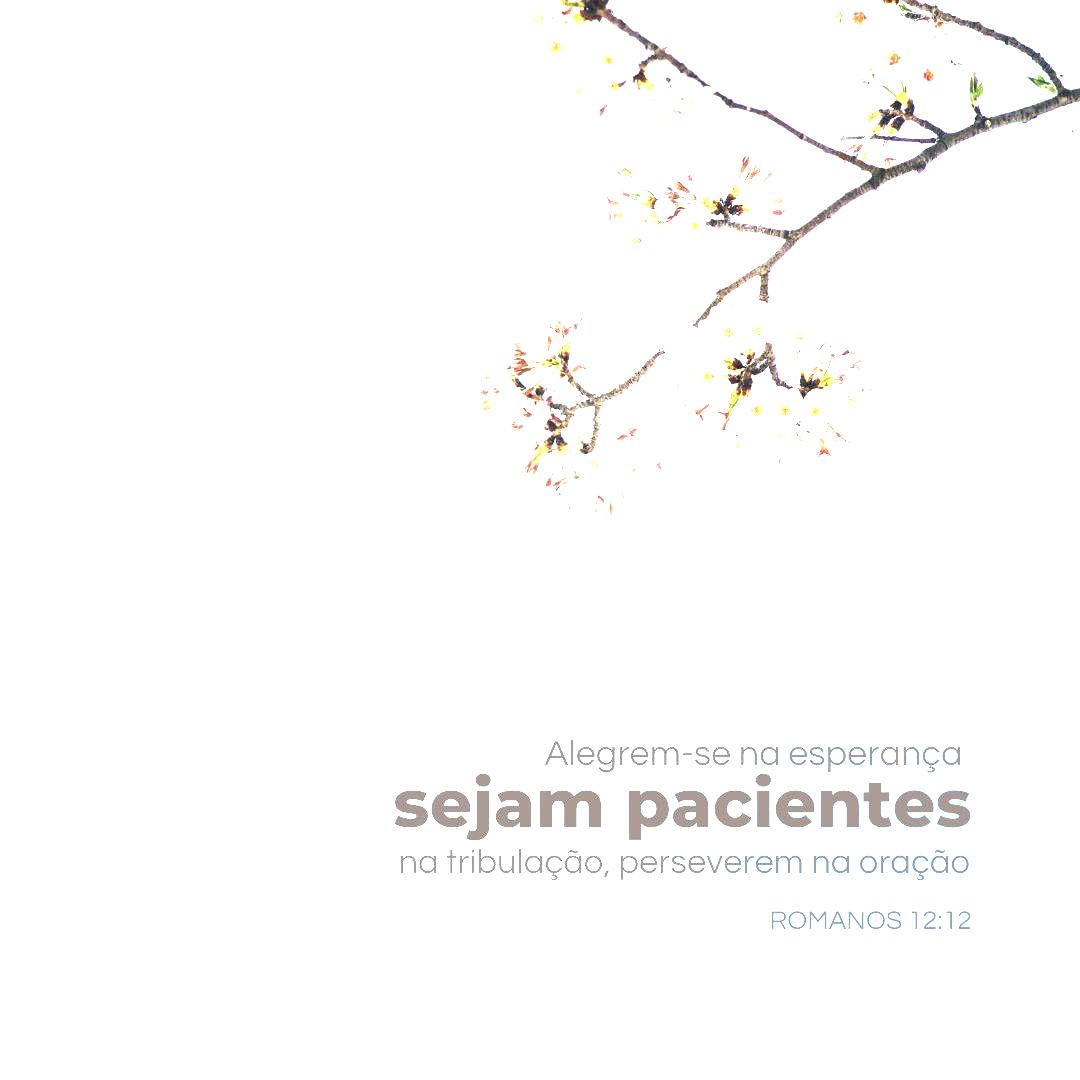 Alegrem-se na esperança
sejam pacientes
na tribulação, perseverem na oração
ROMANOS 12:12